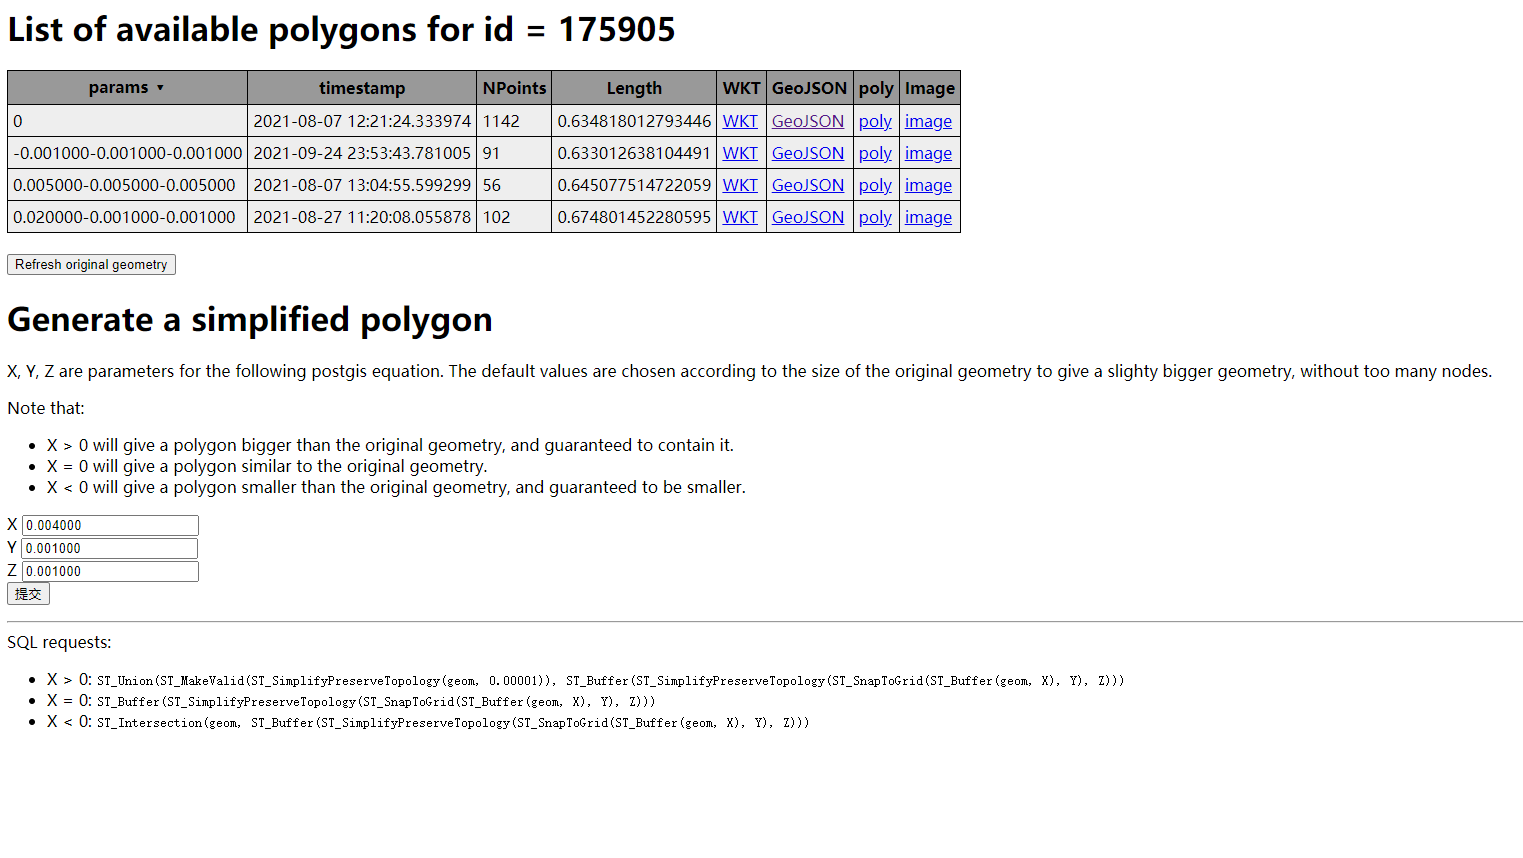 List of available polygons for id = 175905
params ▼ timestamp NPoints Length WKT GeoJSON poly Image
0 2021-08-07 12:21:24.333974 1142 0.634818012793446 WKT GeoJSON poly image
-0.001000-0.001000-0.001000 2021-09-24 23:53:43.781005 91 0.633012638104491 WKT GeoJSON poly image
0.005000-0.005000-0.005000 2021-08-07 13:04:55.599299 56 0.645077514722059 WKT GeoJSON poly image
0.020000-0.001000-0.001000 2021-08-27 11:20:08.055878 102 0.674801452280595 WKT GeoJSON poly image
Refresh original geometry
Generate a simplified polygon
X, Y, Z are parameters for the following postgis equation. The default values are chosen according to the size of the original geometry to give a slighty bigger geometry, without too many nodes.
Note that:
• X > 0 will give a polygon bigger than the original geometry, and guaranteed to contain it.
• X = 0 will give a polygon similar to the original geometry.
• X < 0 will give a polygon smaller than the original geometry, and guaranteed to be smaller.
X 0.004000
Y 0.001000
Z 0.001000
提交
SQL requests:
• X > 0: ST_Union(ST_MakeValid(ST_SimplifyPreserveTopology(geom, 0.00001)), ST_Buffer(ST_SimplifyPreserveTopology(ST_SnapToGrid(ST_Buffer(geom, X), Y), Z)))
• X = 0: ST_Buffer(ST_SimplifyPreserveTopology(ST_SnapToGrid(ST_Buffer(geom, X), Y), Z)))
• X < 0: ST_Intersection(geom, ST_Buffer(ST_SimplifyPreserveTopology(ST_SnapToGrid(ST_Buffer(geom, X), Y), Z)))